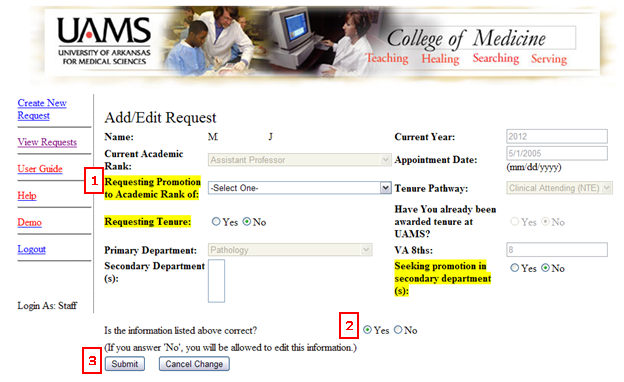 UAMS
UNIVERSITY OF ARKANSAS
FOR MEDICAL SCIENCES
College of Medicine
Teaching Healing Searching Serving
Create New
Request
View Requests
User Guide
Help
Demo
Logout
Login As: Staff
Add/Edit Request
Name: M J
Current Year: 2012
Current Academic
Rank: Assistant Professor
Appointment Date: 5/1/2005
(mm/dd/yyyy)
1
Requesting Promotion
to Academic Rank of: -Select One-
Tenure Pathway: Clinical Attending (NTE)
Requesting Tenure: Yes No
Have You already been
awarded tenure at
UAMS? Yes No
Primary Department: Pathology
VA 8ths: 8
Secondary Department
(s):
Seeking promotion in
secondary department
(s): Yes No
Is the information listed above correct? 2 Yes No
(If you answer 'No', you will be allowed to edit this information.)
3 Submit Cancel Change